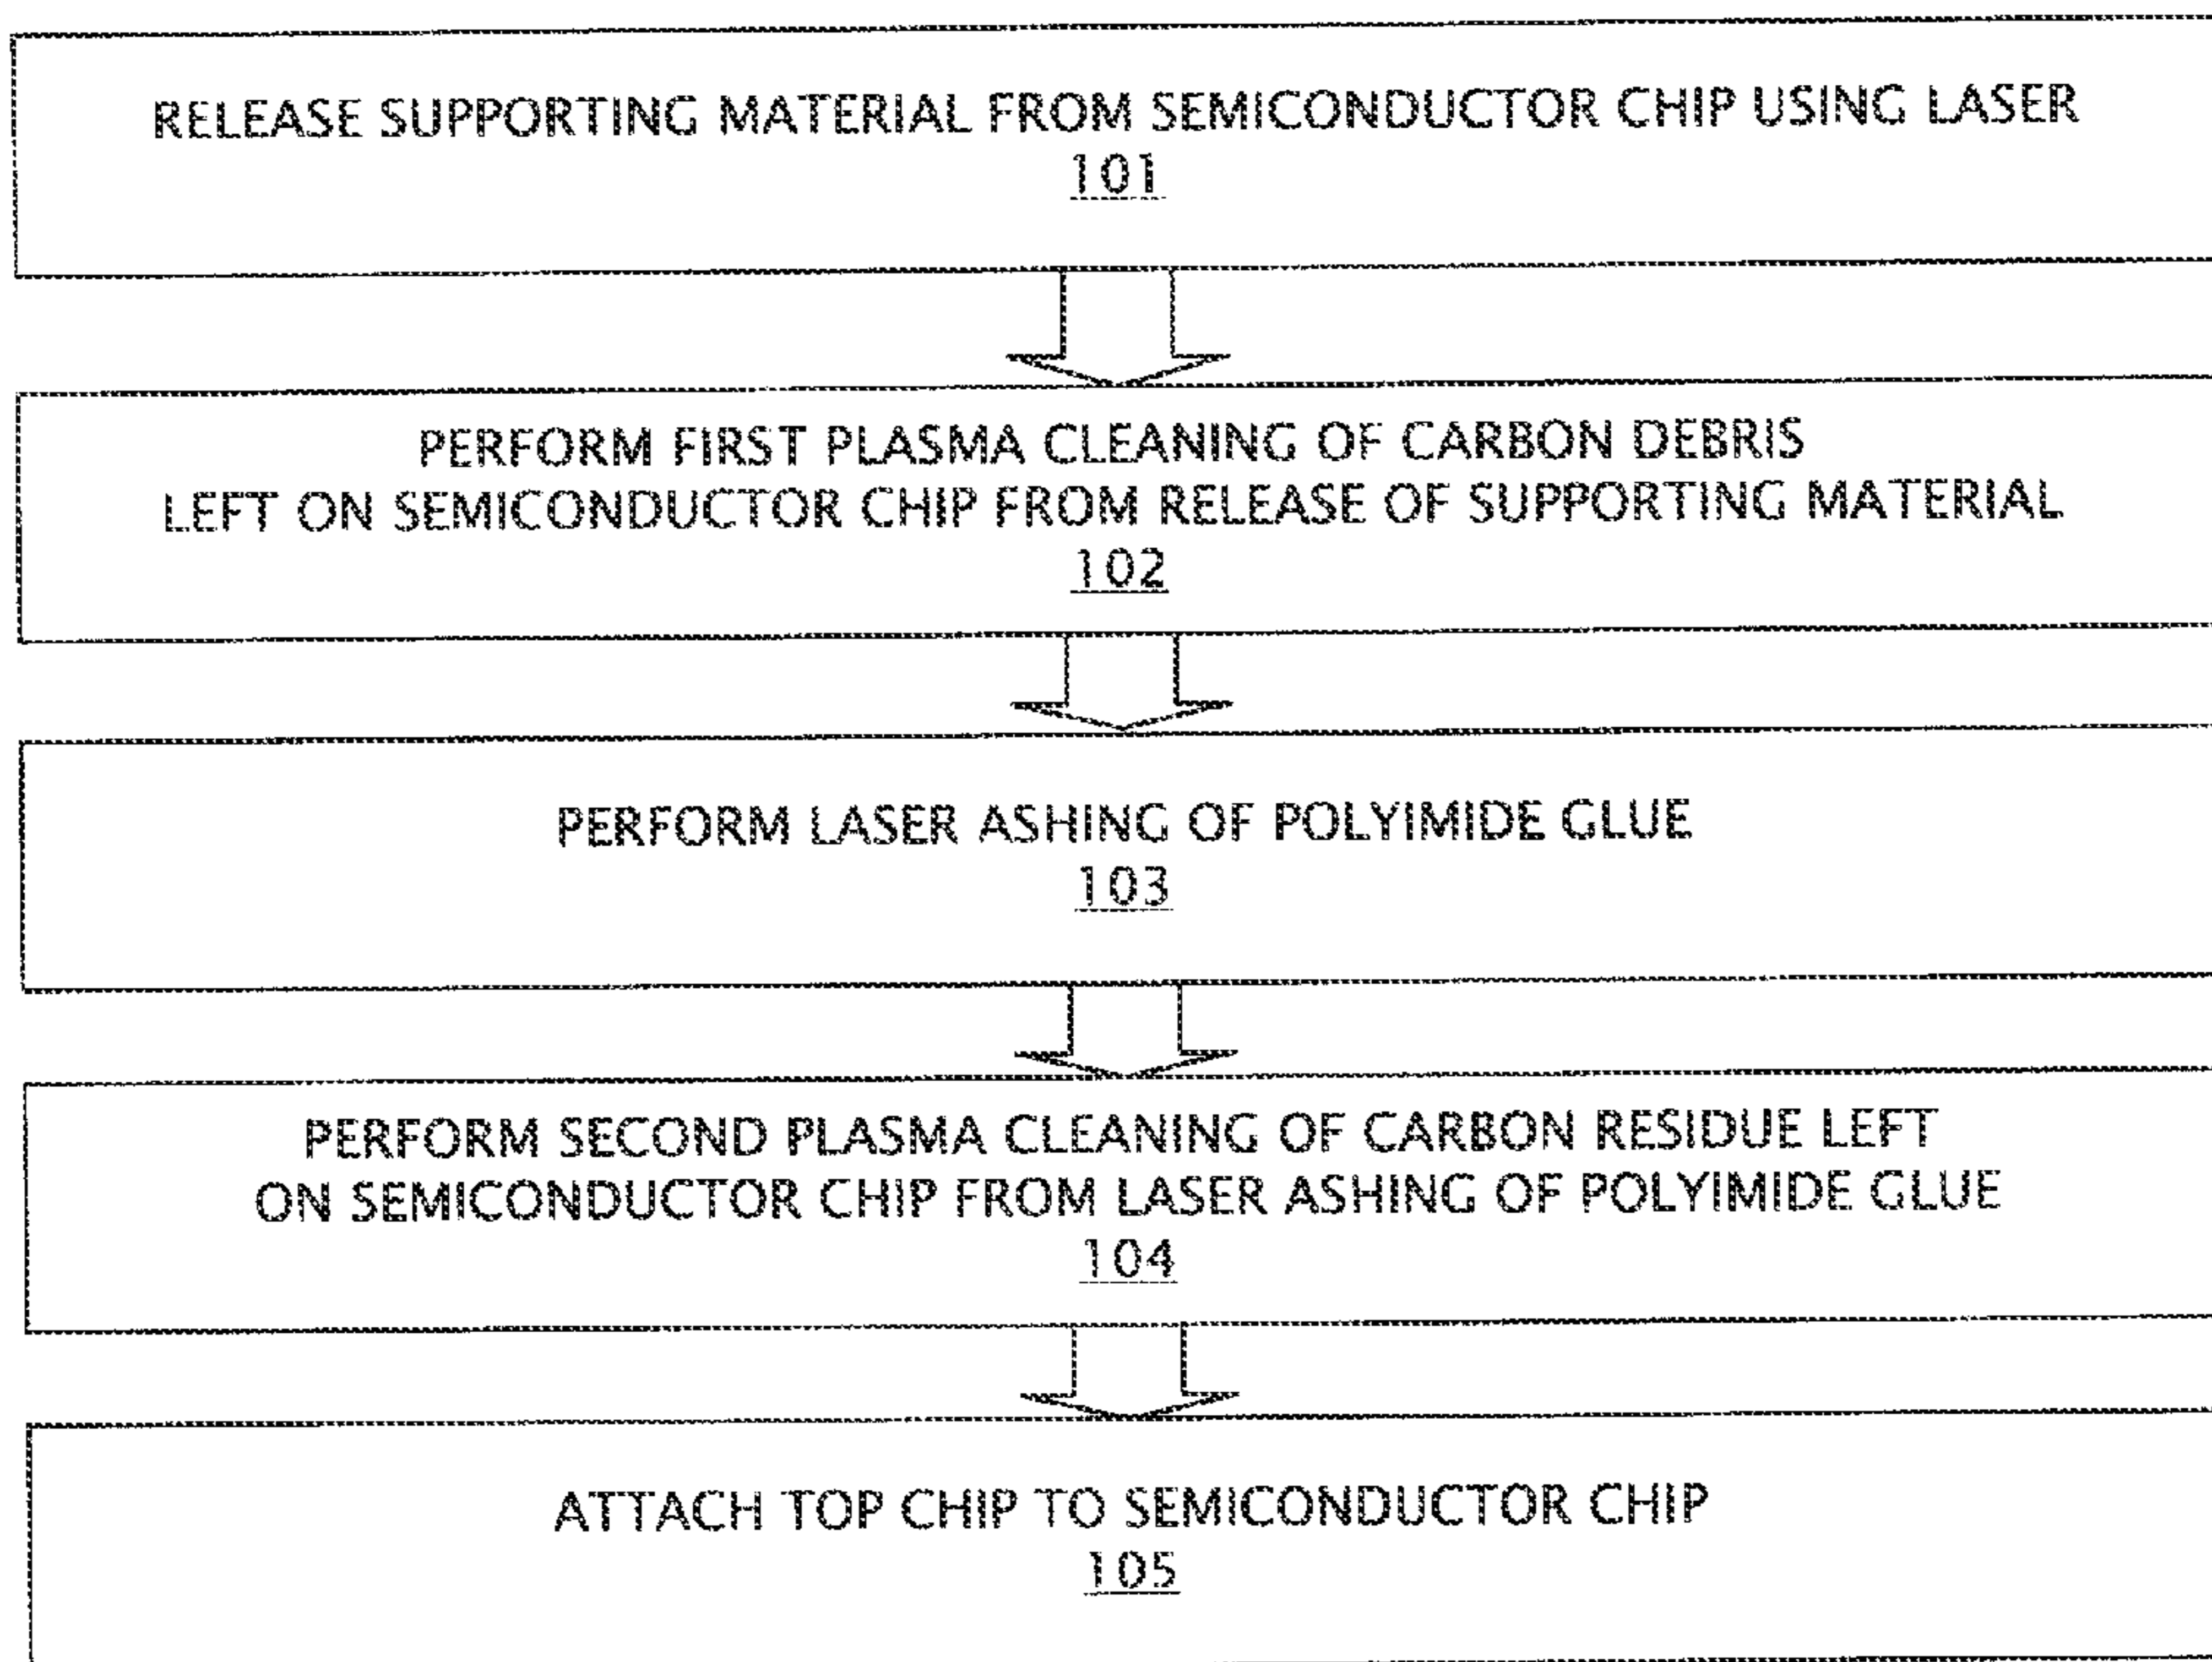 RELEASE SUPPORTING MATERIAL FROM SEMICONDUCTOR CHIP USING LASER
101
PERFORM FIRST PLASMA CLEANING OF CARBON DEBRIS
LEFT ON SEMICONDUCTOR CHIP FROM RELEASE OF SUPPORTING MATERIAL
102
PERFORM LASER ASHING OF POLYIMIDE GLUE
103
PERFORM SECOND PLASMA CLEANING OF CARBON RESIDUE LEFT
ON SEMICONDUCTOR CHIP FROM LASER ASHING OF POLYIMIDE GLUE
104
ATTACH TOP CHIP TO SEMICONDUCTOR CHIP
105